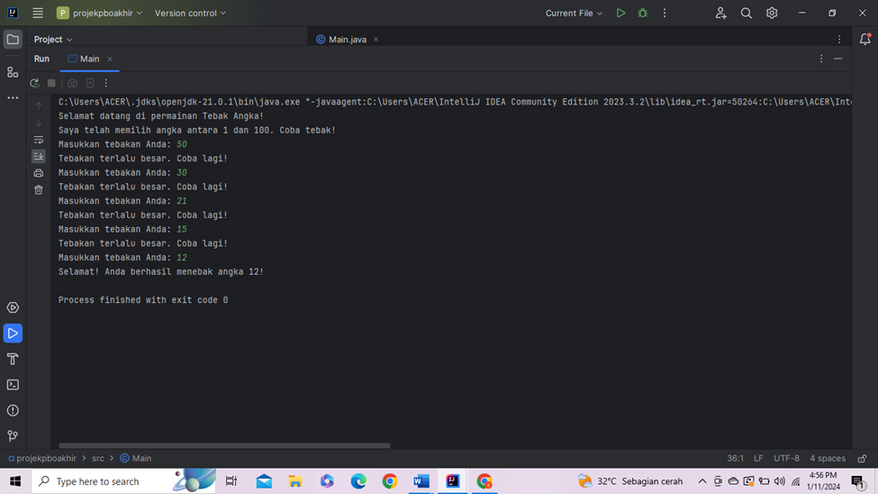 P projekpboakhir Version control Current File
Project Main.java
Run Main
C:\Users\ACER\.jdks\openjdk-21.0.1\bin\java.exe "-javaagent:C:\Users\ACER\IntelliJ IDEA Community Edition 2023.3.2\lib\idea_rt.jar=50264:C:\Users\ACER\Int
Selamat datang di permainan Tebak Angka!
Saya telah memilih angka antara 1 dan 100. Coba tebak!
Masukkan tebakan Anda: 50
Tebakan terlalu besar. Coba lagi!
Masukkan tebakan Anda: 30
Tebakan terlalu besar. Coba lagi!
Masukkan tebakan Anda: 21
Tebakan terlalu besar. Coba lagi!
Masukkan tebakan Anda: 15
Tebakan terlalu besar. Coba lagi!
Masukkan tebakan Anda: 12
Selamat! Anda berhasil menebak angka 12!
Process finished with exit code 0
projekpboakhir > src > Main 36:1 LF UTF-8 4 spaces
Type here to search 32°C Sebagian cerah 4:56 PM
1/11/2024